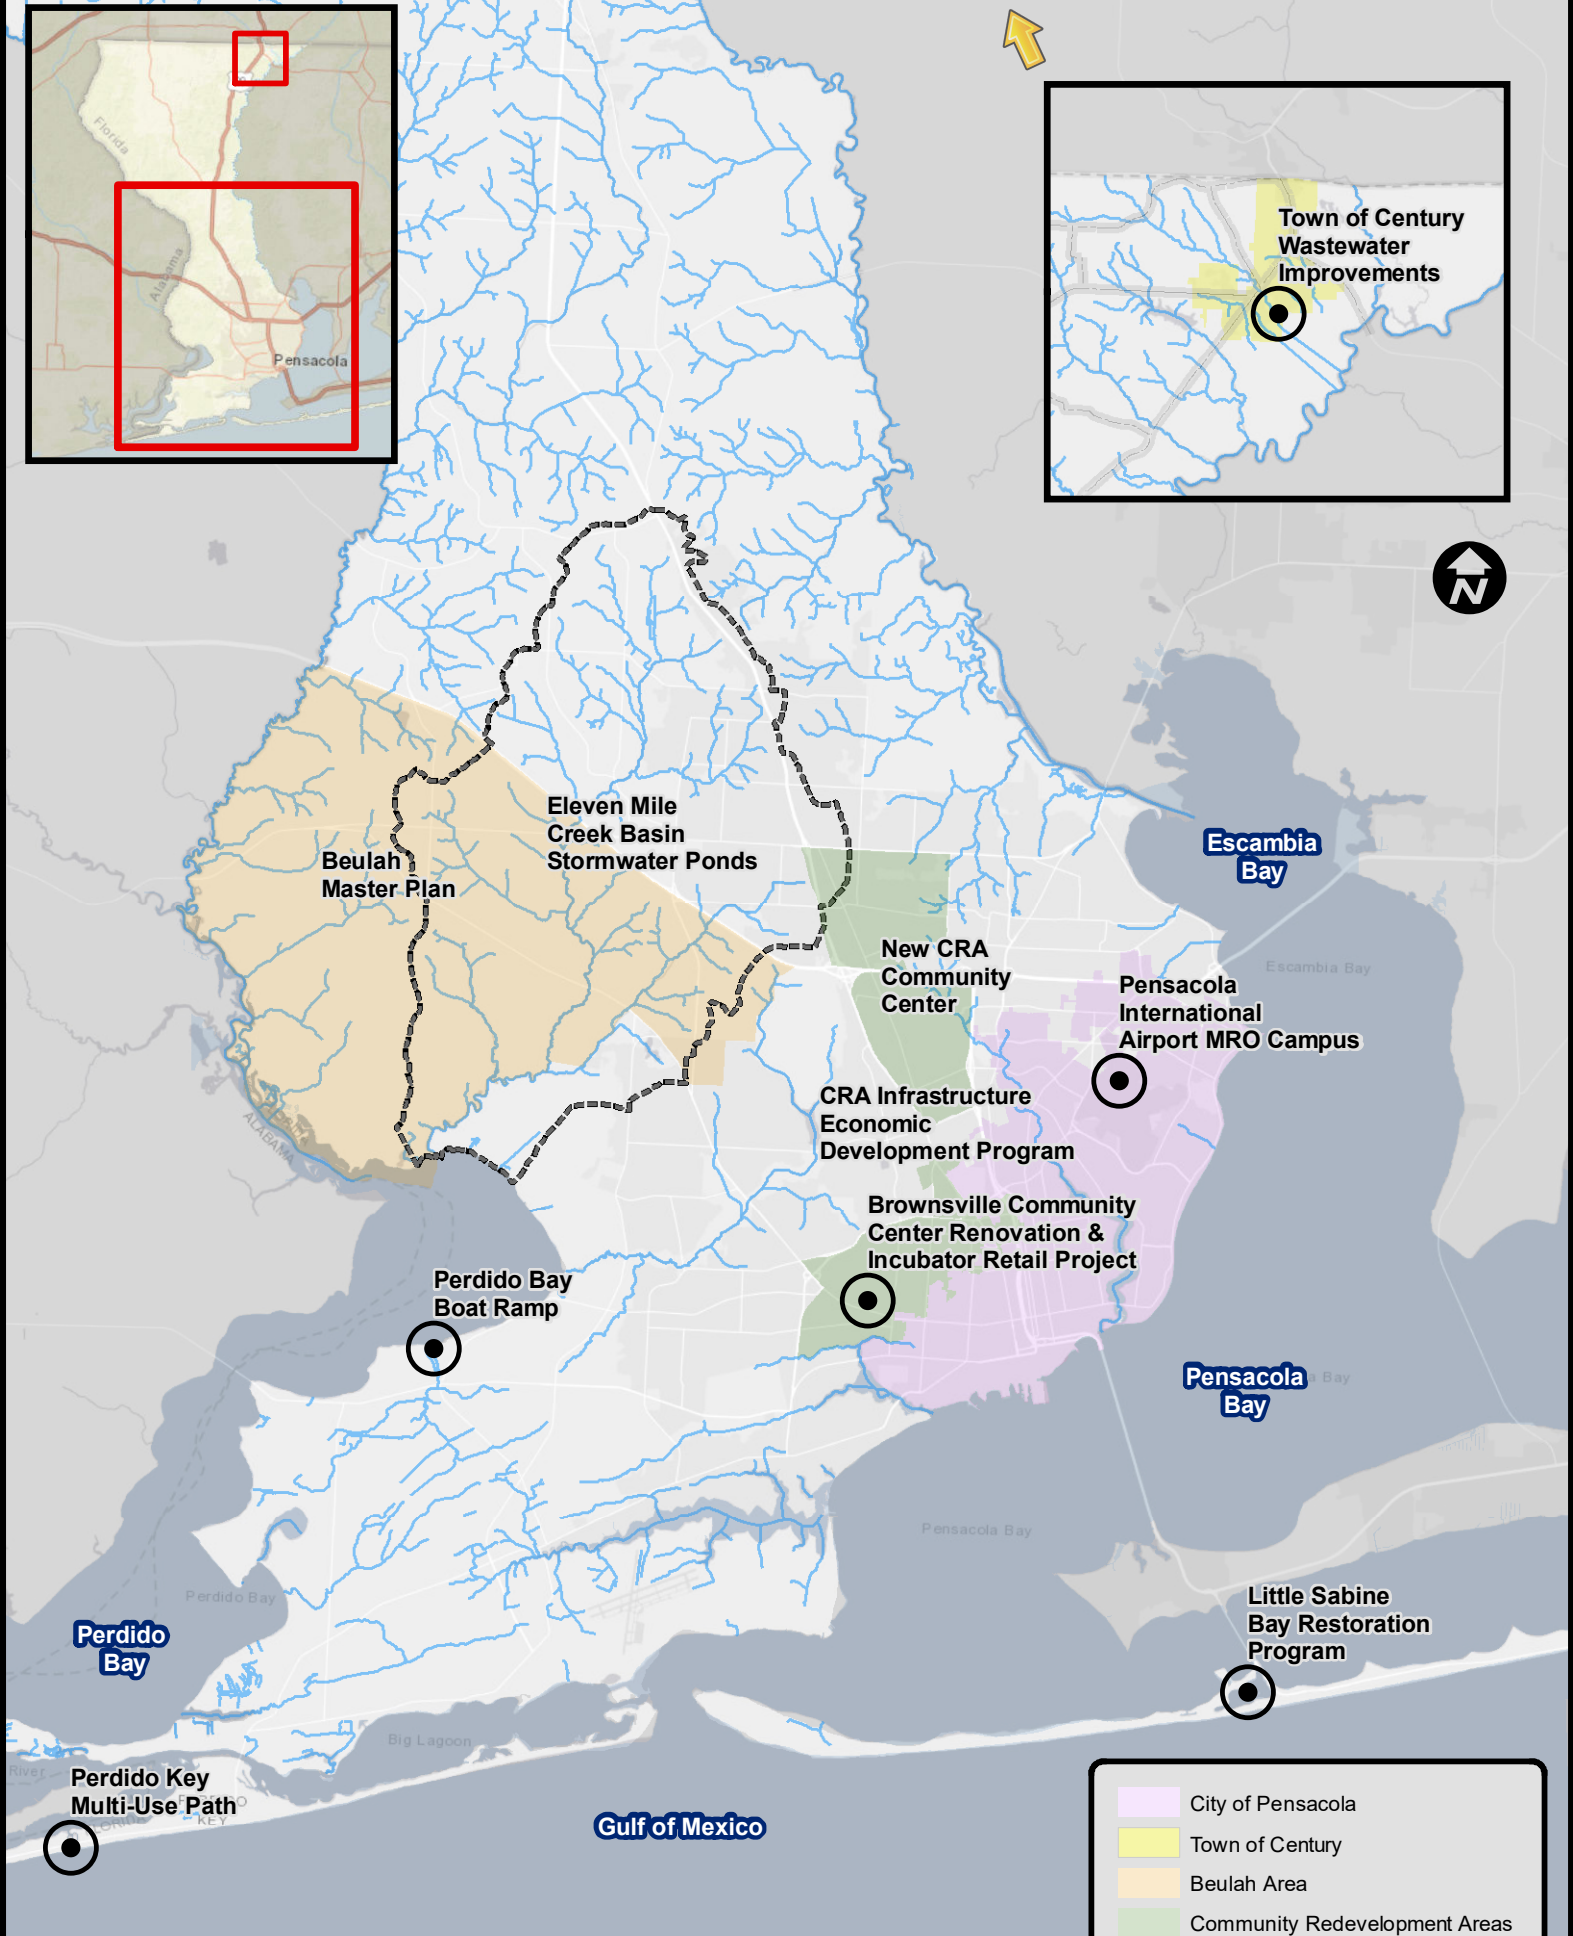 Florida
Alabama
Pensacola
Town of Century
Wastewater
Improvements
N
Eleven Mile
Creek Basin
Stormwater Ponds
Beulah
Master Plan
Escambia
Bay
New CRA
Community
Center
Escambia Bay
Pensacola
International
Airport MRO Campus
CRA Infrastructure
Economic
Development Program
ALABAMA
Brownsville Community
Center Renovation &
Incubator Retail Project
Perdido Bay
Boat Ramp
Pensacola
Bay
Bay
Pensacola Bay
Perdido Bay
Little Sabine
Bay Restoration
Program
Perdido
Bay
Big Lagoon
River
Perdido Key
Multi-Use Path
KEY
Gulf of Mexico
City of Pensacola
Town of Century
Beulah Area
Community Redevelopment Areas